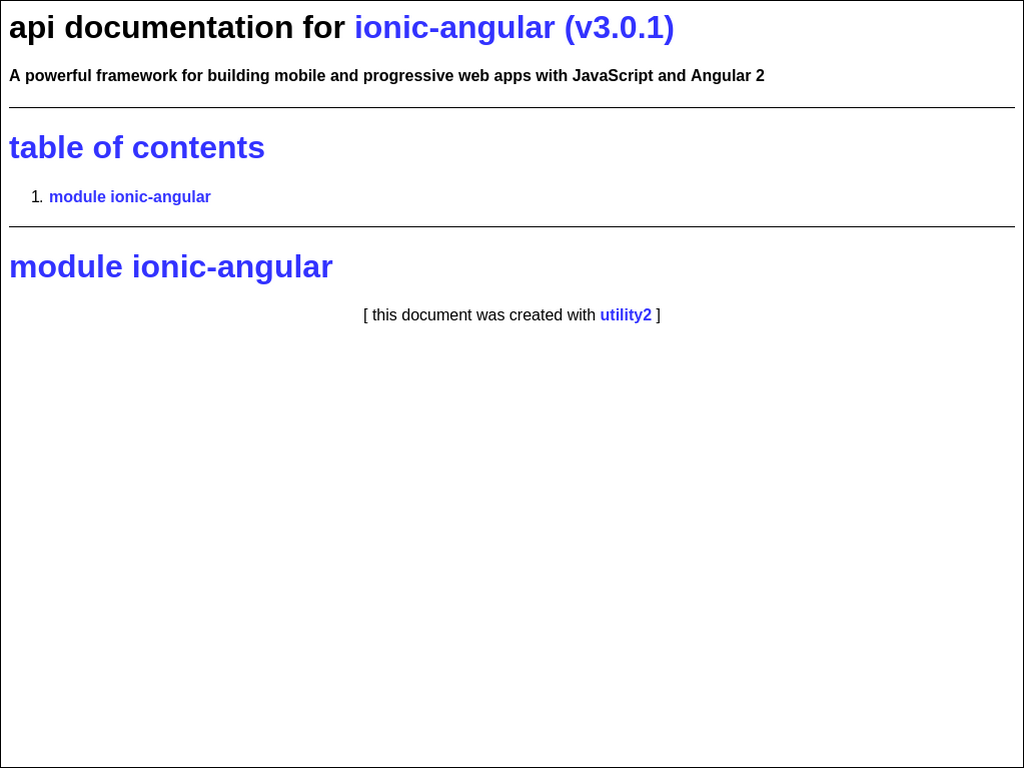 api documentation for ionic-angular (v3.0.1)
A powerful framework for building mobile and progressive web apps with JavaScript and Angular 2
table of contents
1. module ionic-angular
module ionic-angular
[ this document was created with utility2 ]